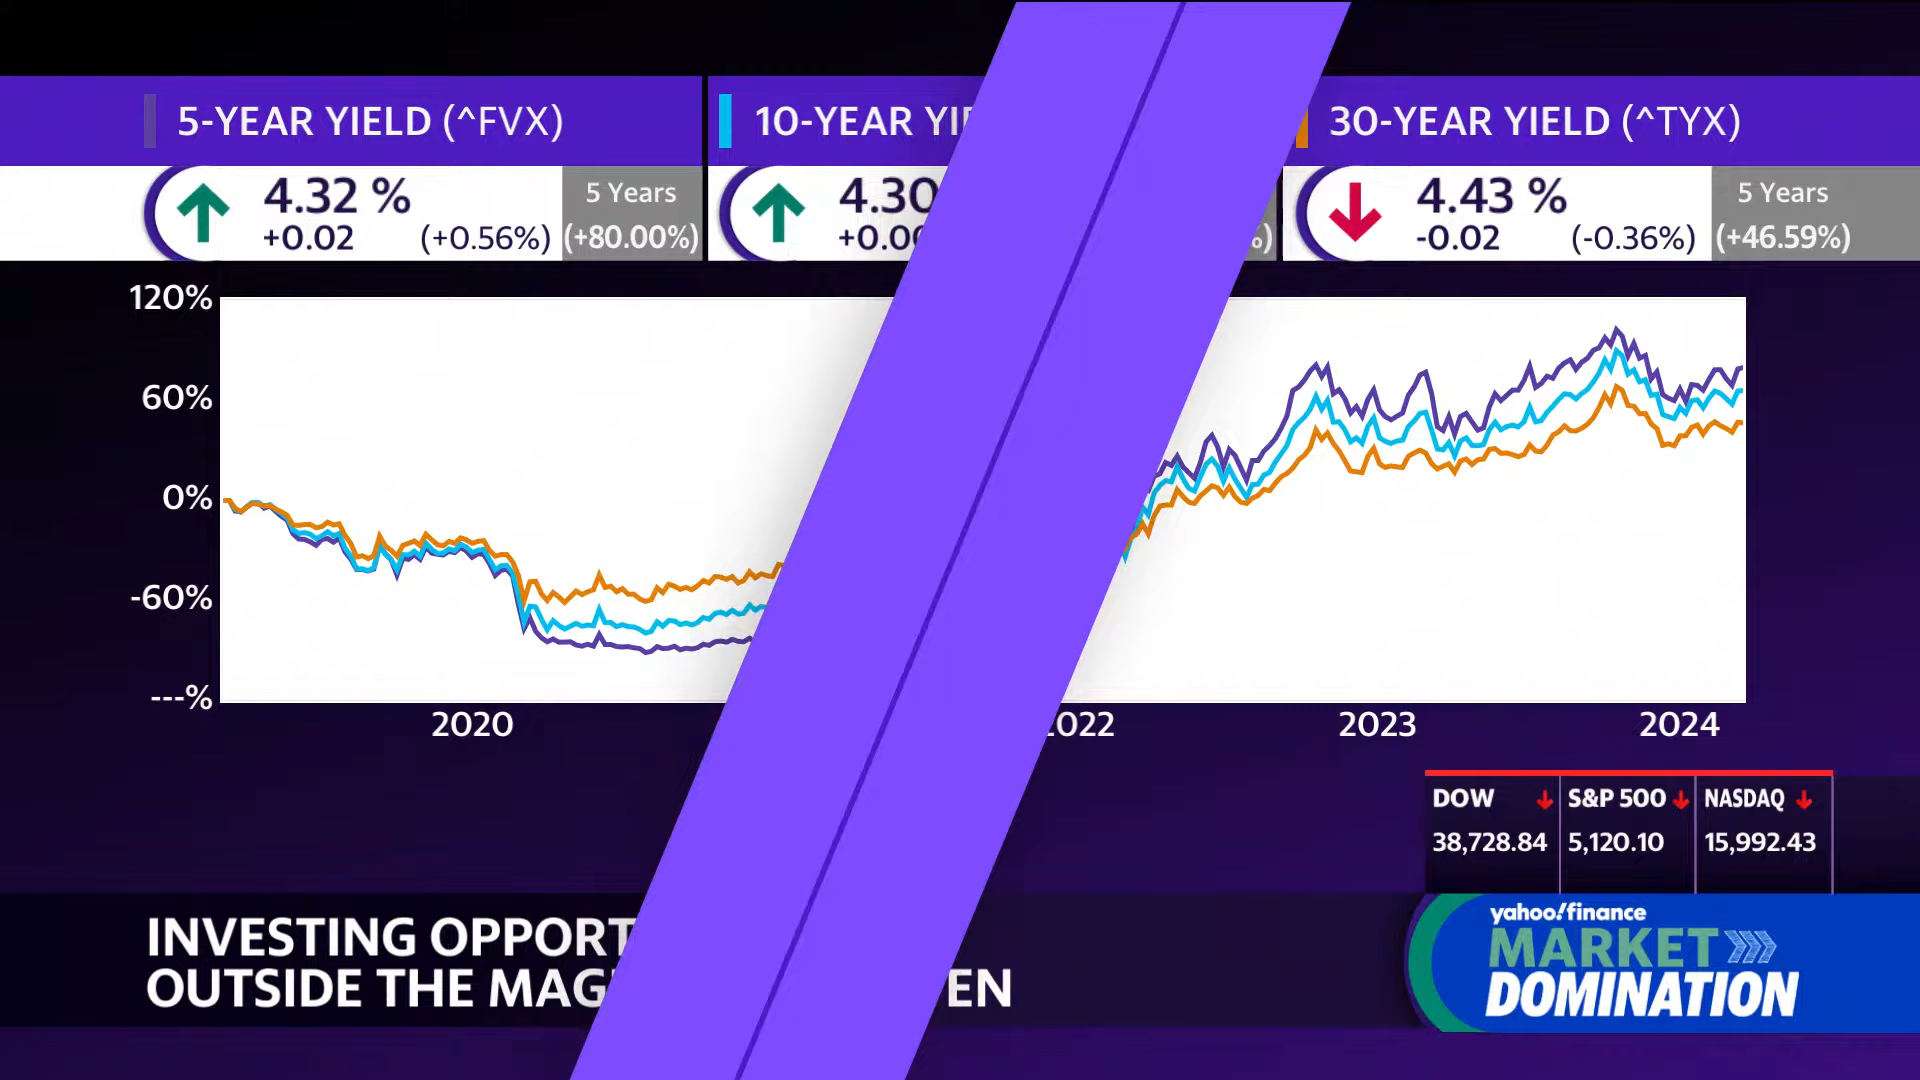 5-YEAR YIELD (^FVX)
4.32 %
+0.02 (+0.56%)
5 Years
(+80.00%)
10-YEAR YI
4.30
+0.0
%)
30-YEAR YIELD (^TYX)
4.43 %
-0.02 (-0.36%)
5 Years
(+46.59%)
120%
60%
0%
-60%
---%
2020
2022
2023
2024
DOW
38,728.84
S&P 500
5,120.10
NASDAQ
15,992.43
INVESTING OPPORT
OUTSIDE THE MAG EN
yahoo!finance
MARKET
DOMINATION